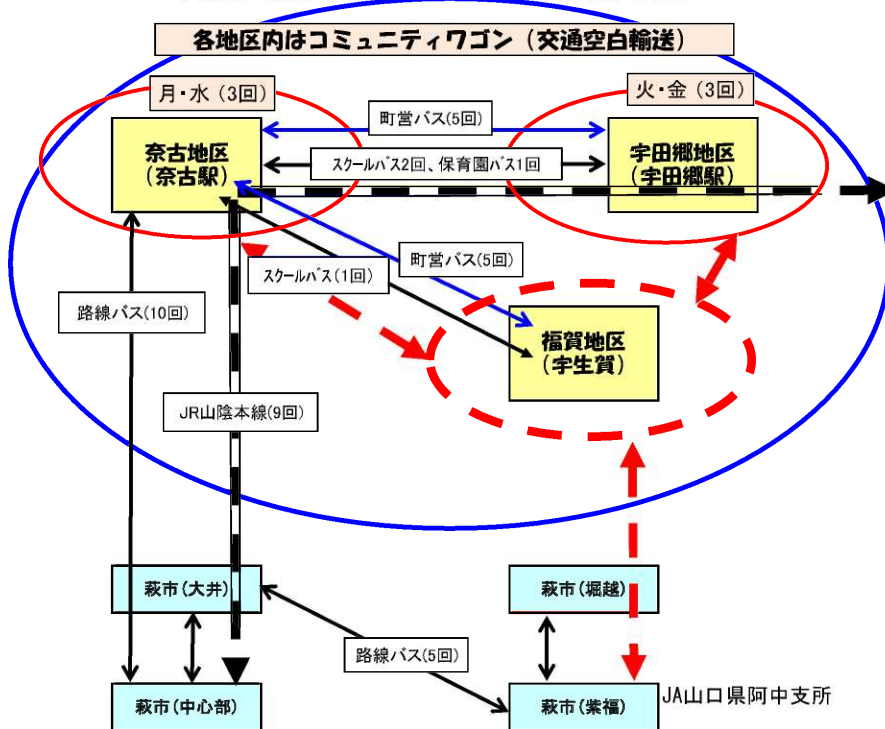 各地区内はコミュニティワゴン（交通空白輸送）
月・水（3回）
火・金（3回）
町営バス(5回)
奈古地区
（奈古駅）
スクールバス2回、保育園バス1回
宇田郷地区
（宇田郷駅）
スクールバス(1回)
町営バス(5回)
路線バス(10回)
福賀地区
（宇生賀）
JR山陰本線(9回)
萩市(大井)
萩市(堀越)
路線バス(5回)
萩市(中心部)
萩市(紫福)
JA山口県阿中支所